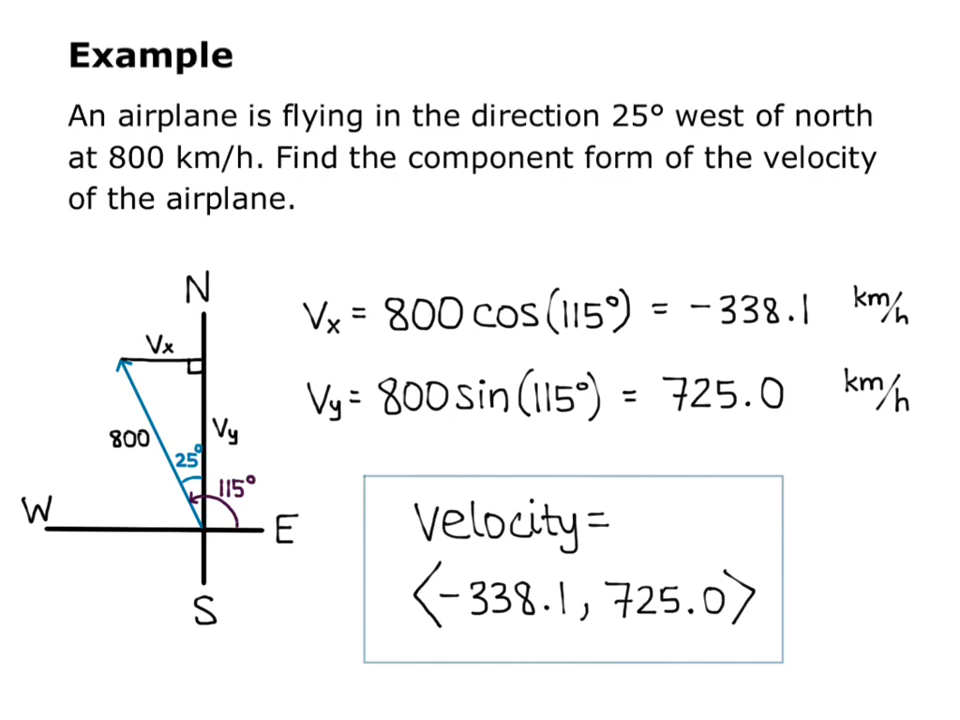 Example
An airplane is flying in the direction 25° west of north
at 800 km/h. Find the component form of the velocity
of the airplane.
N
Vx
800
Vy
25°
115°
W
E
S
Vx = 800 cos(115°) = -338.1 km/h
Vy = 800 sin(115°) = 725.0 km/h
Velocity =
⟨-338.1, 725.0⟩